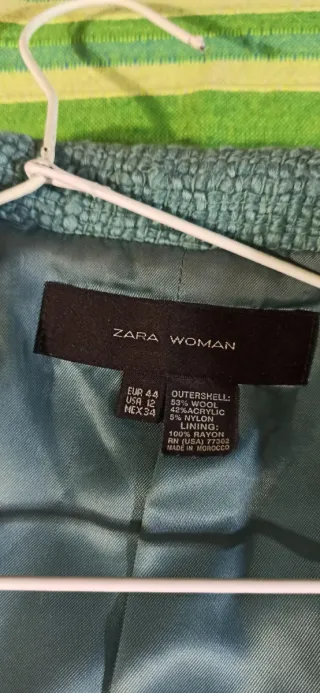 ZARA WOMAN
EUR 44
USA 12
MEX 34
OUTERSHELL:
53% WOOL
42% ACRYLIC
5% NYLON
LINING:
100% RAYON
RN (USA) 77302
MADE IN MOROCCO